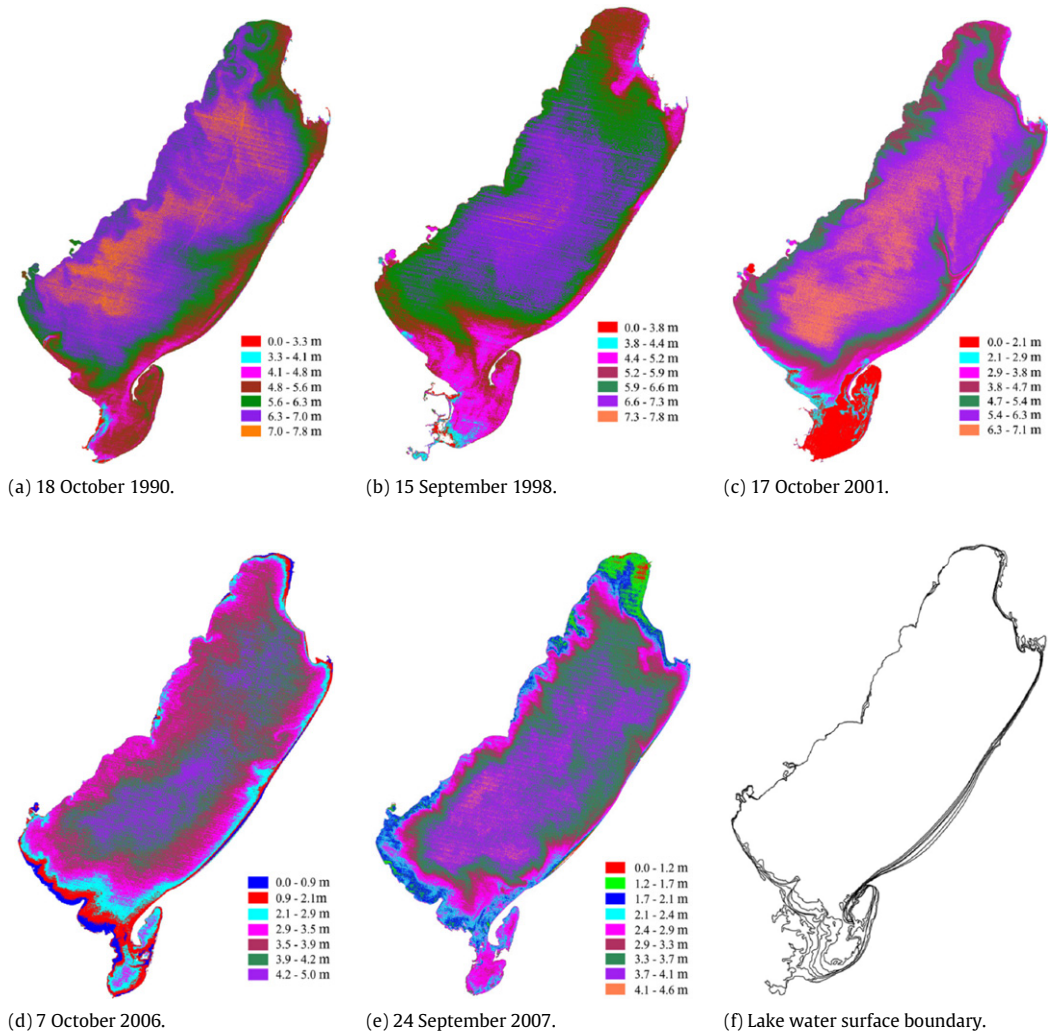 0.0 - 3.3 m
3.3 - 4.1 m
4.1 - 4.8 m
4.8 - 5.6 m
5.6 - 6.3 m
6.3 - 7.0 m
7.0 - 7.8 m
(a) 18 October 1990.
0.0 - 3.8 m
3.8 - 4.4 m
4.4 - 5.2 m
5.2 - 5.9 m
5.9 - 6.6 m
6.6 - 7.3 m
7.3 - 7.8 m
(b) 15 September 1998.
0.0 - 2.1 m
2.1 - 2.9 m
2.9 - 3.8 m
3.8 - 4.7 m
4.7 - 5.4 m
5.4 - 6.3 m
6.3 - 7.1 m
(c) 17 October 2001.
0.0 - 0.9 m
0.9 - 2.1m
2.1 - 2.9 m
2.9 - 3.5 m
3.5 - 3.9 m
3.9 - 4.2 m
4.2 - 5.0 m
(d) 7 October 2006.
0.0 - 1.2 m
1.2 - 1.7 m
1.7 - 2.1 m
2.1 - 2.4 m
2.4 - 2.9 m
2.9 - 3.3 m
3.3 - 3.7 m
3.7 - 4.1 m
4.1 - 4.6 m
(e) 24 September 2007.
(f) Lake water surface boundary.